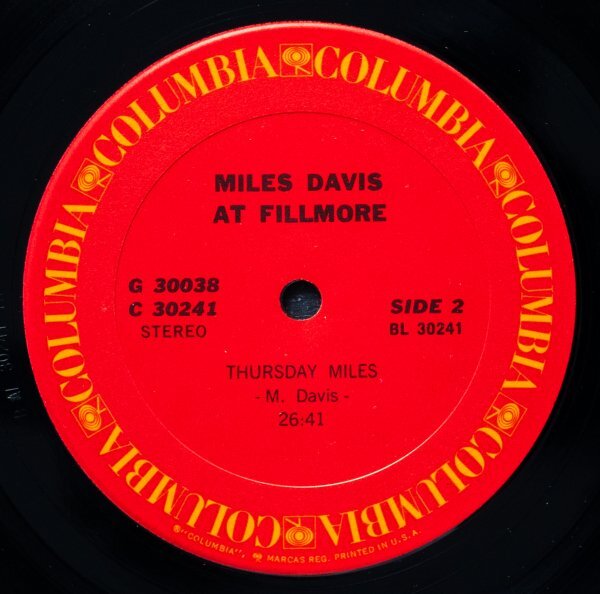 COLUMBIA COLUMBIA COLUMBIA COLUMBIA COLUMBIA COLUMBIA COLUMBIA
MILES DAVIS
AT FILLMORE
G 30038
C 30241
STEREO
SIDE 2
BL 30241
THURSDAY MILES
- M. Davis -
26:41
® "COLUMBIA", MARCAS REG. PRINTED IN U.S.A.